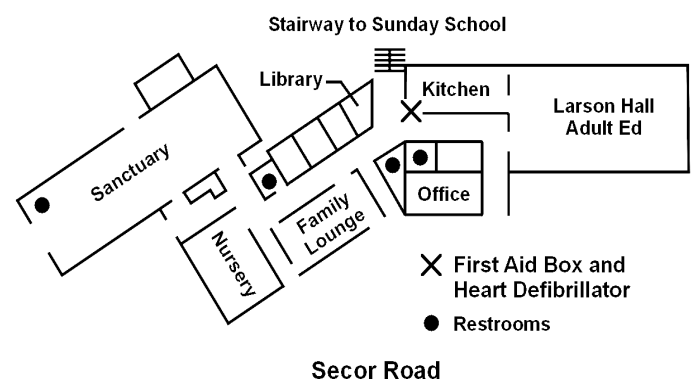 Stairway to Sunday School
Library
Kitchen
Larson Hall
Adult Ed
Sanctuary
Office
Family
Lounge
Nursery
First Aid Box and
Heart Defibrillator
Restrooms
Secor Road